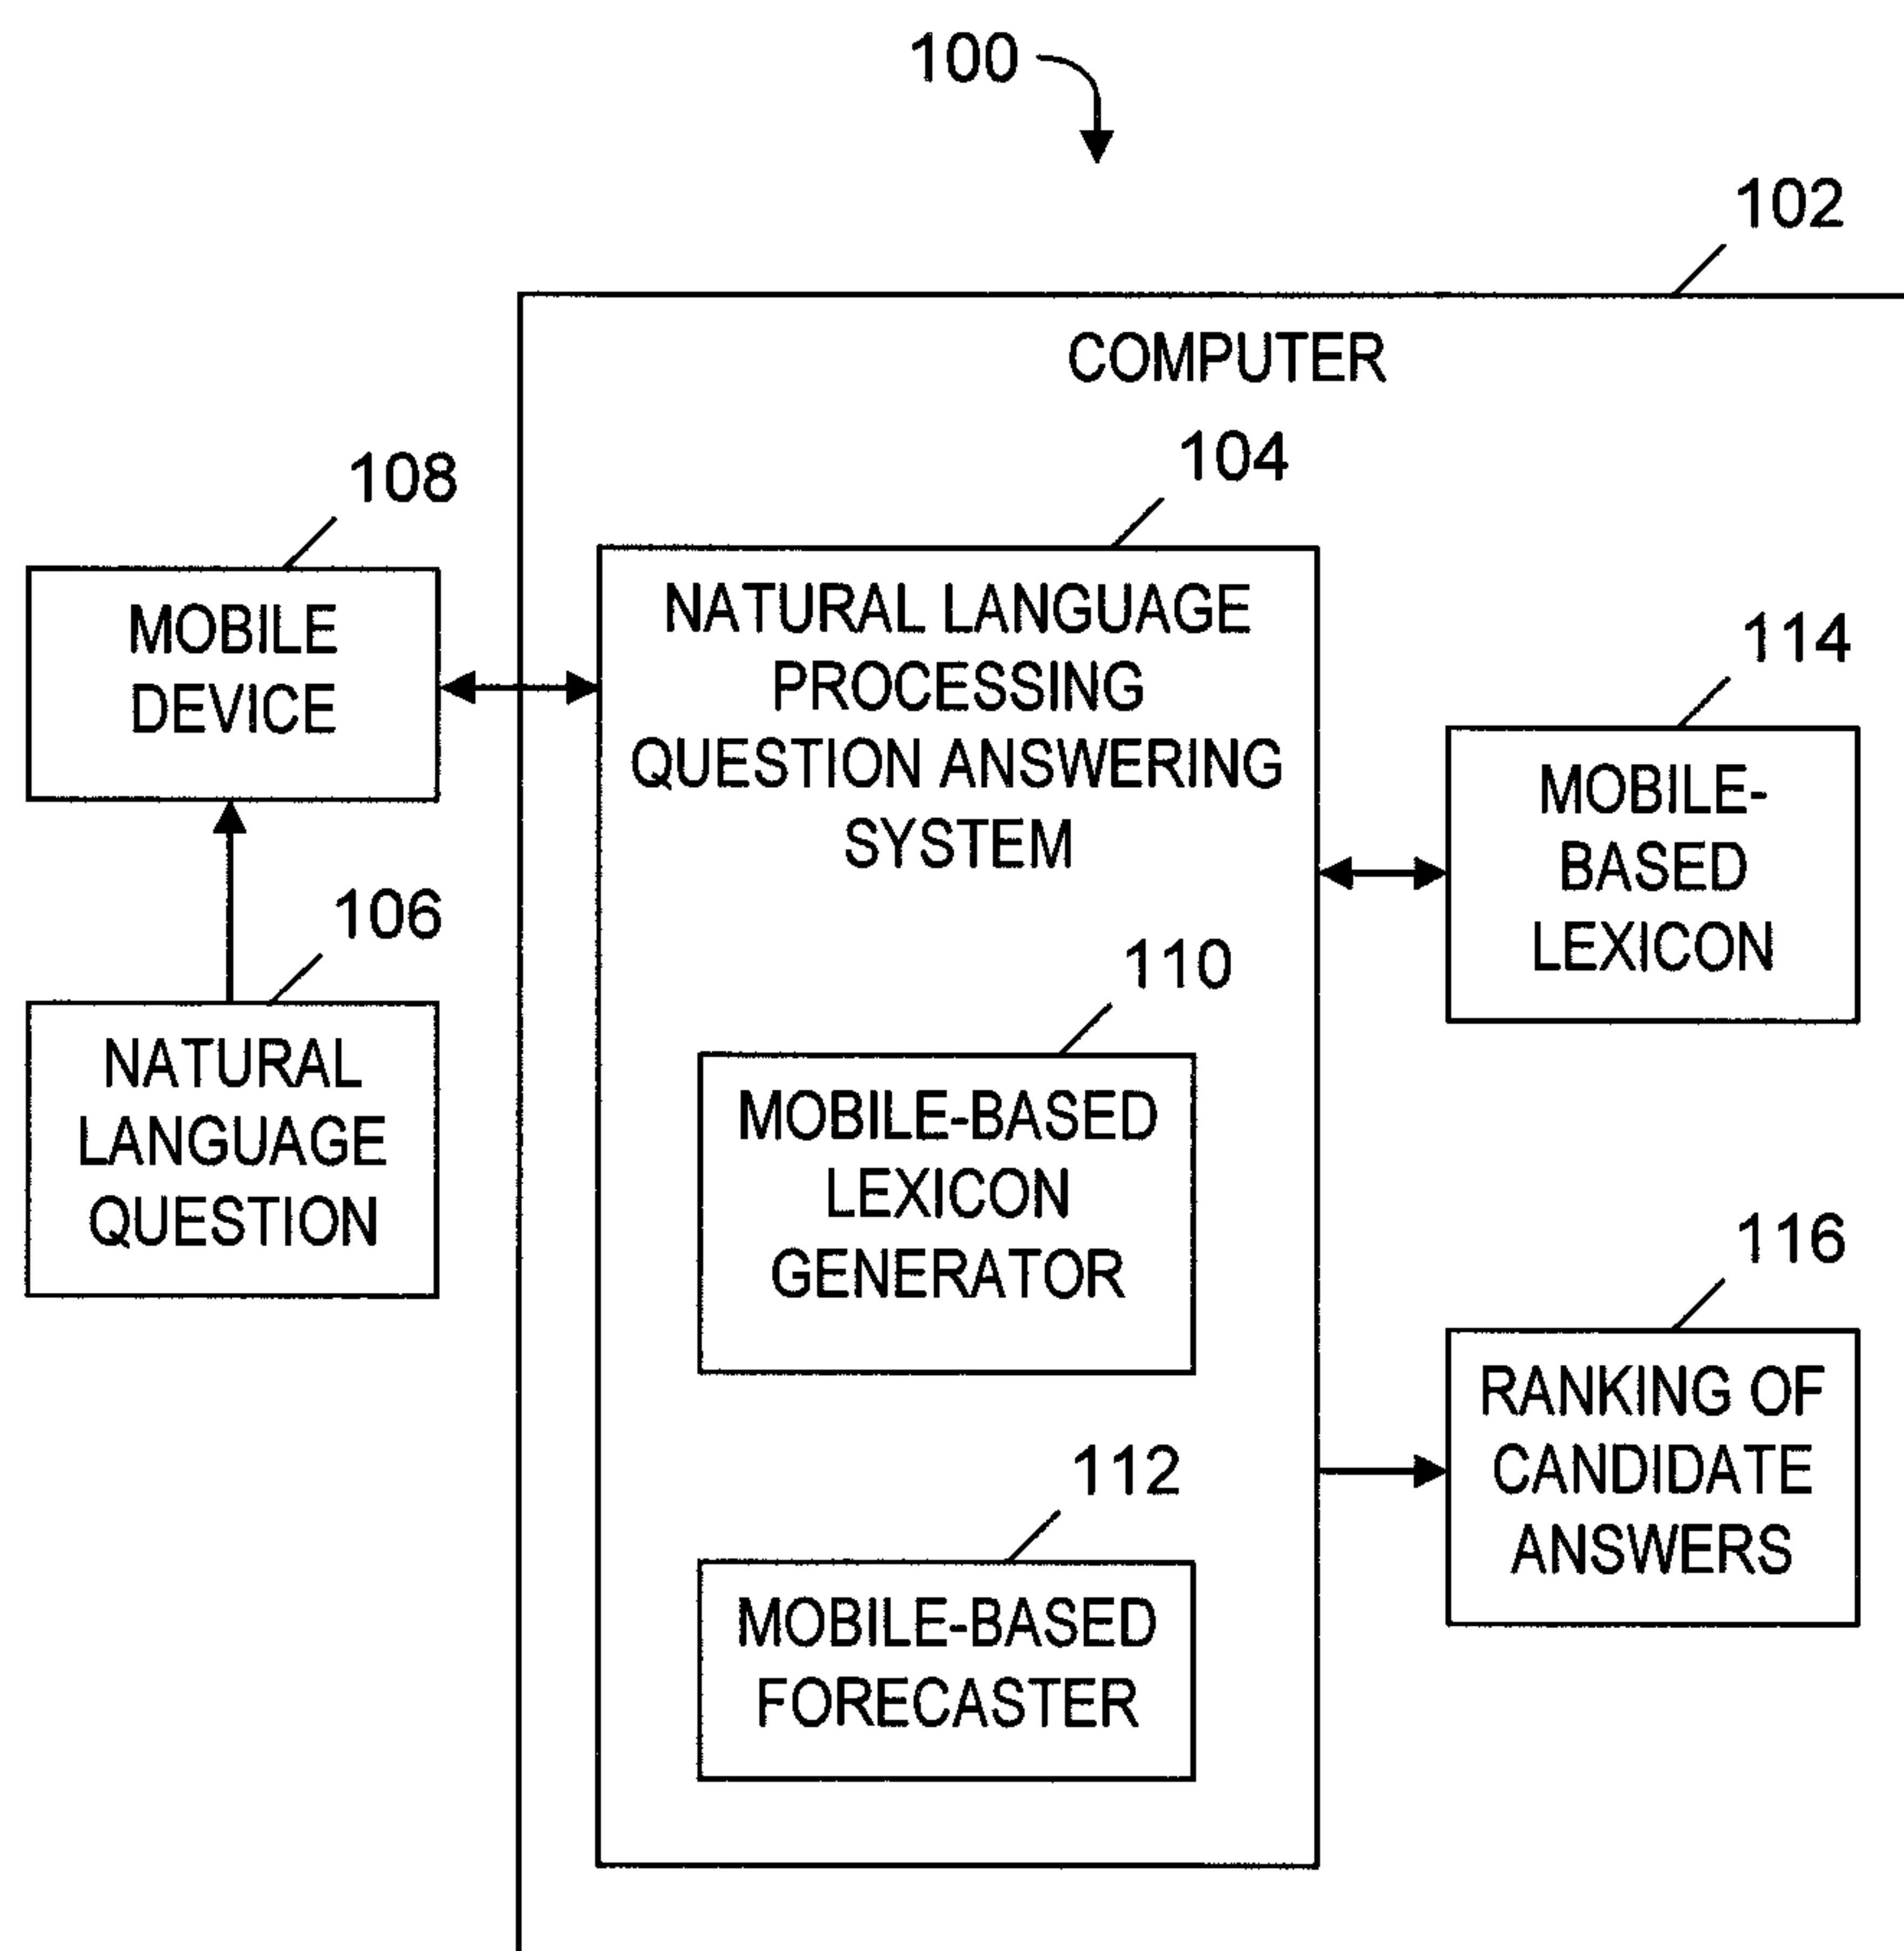 100
102
COMPUTER
104
108
NATURAL LANGUAGE
PROCESSING
QUESTION ANSWERING
SYSTEM
MOBILE
DEVICE
114
MOBILE-
BASED
LEXICON
106
NATURAL
LANGUAGE
QUESTION
110
MOBILE-BASED
LEXICON
GENERATOR
116
RANKING OF
CANDIDATE
ANSWERS
112
MOBILE-BASED
FORECASTER